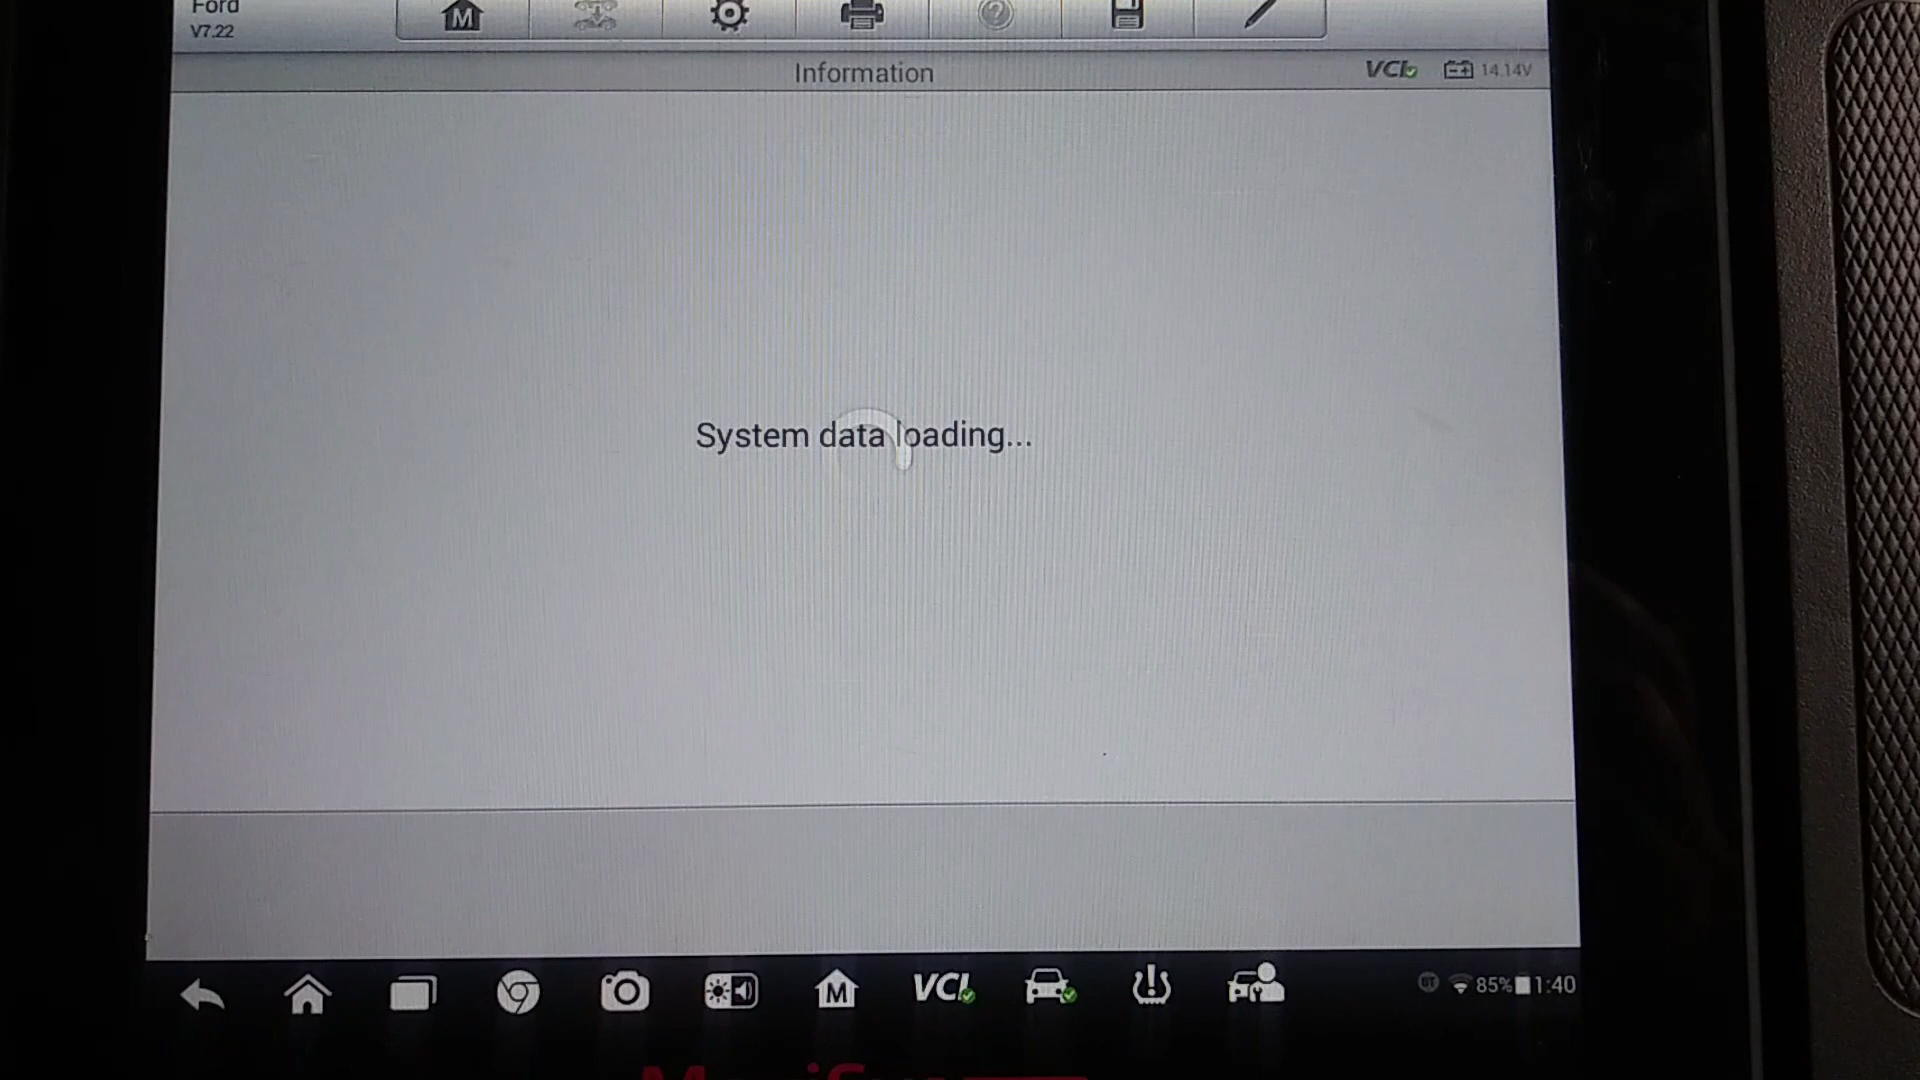 Ford
V7.22
M
Information
VCI
14.14V
System data loading...
M
VCI
85%
1:40